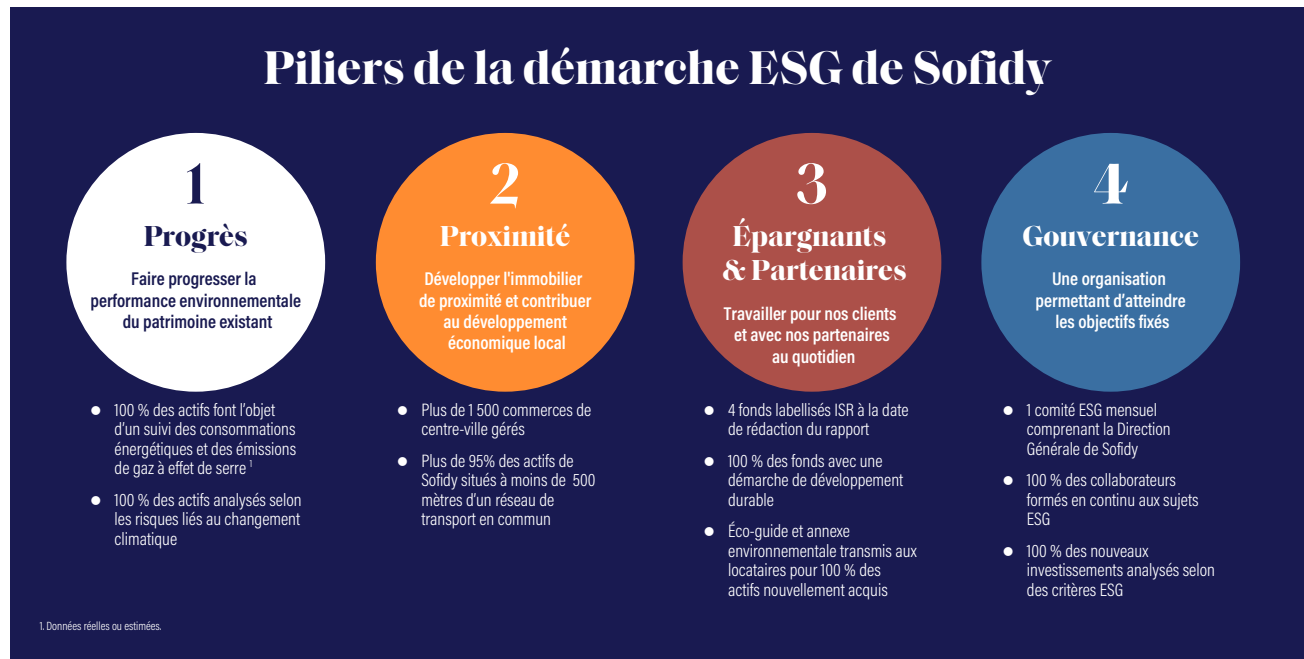 Piliers de la démarche ESG de Sofidy
1
Progrès
Faire progresser la
performance environnementale
du patrimoine existant
● 100 % des actifs font l'objet
d'un suivi des consommations
énergétiques et des émissions
de gaz à effet de serre ¹
● 100 % des actifs analysés selon
les risques liés au changement
climatique
2
Proximité
Développer l'immobilier
de proximité et contribuer
au développement
économique local
● Plus de 1 500 commerces de
centre-ville gérés
● Plus de 95% des actifs de
Sofidy situés à moins de 500
mètres d'un réseau de
transport en commun
3
Épargnants
& Partenaires
Travailler pour nos clients
et avec nos partenaires
au quotidien
● 4 fonds labellisés ISR à la date
de rédaction du rapport
● 100 % des fonds avec une
démarche de développement
durable
● Éco-guide et annexe
environnementale transmis aux
locataires pour 100 % des
actifs nouvellement acquis
4
Gouvernance
Une organisation
permettant d'atteindre
les objectifs fixés
● 1 comité ESG mensuel
comprenant la Direction
Générale de Sofidy
● 100 % des collaborateurs
formés en continu aux sujets
ESG
● 100 % des nouveaux
investissements analysés selon
des critères ESG
1. Données réelles ou estimées.